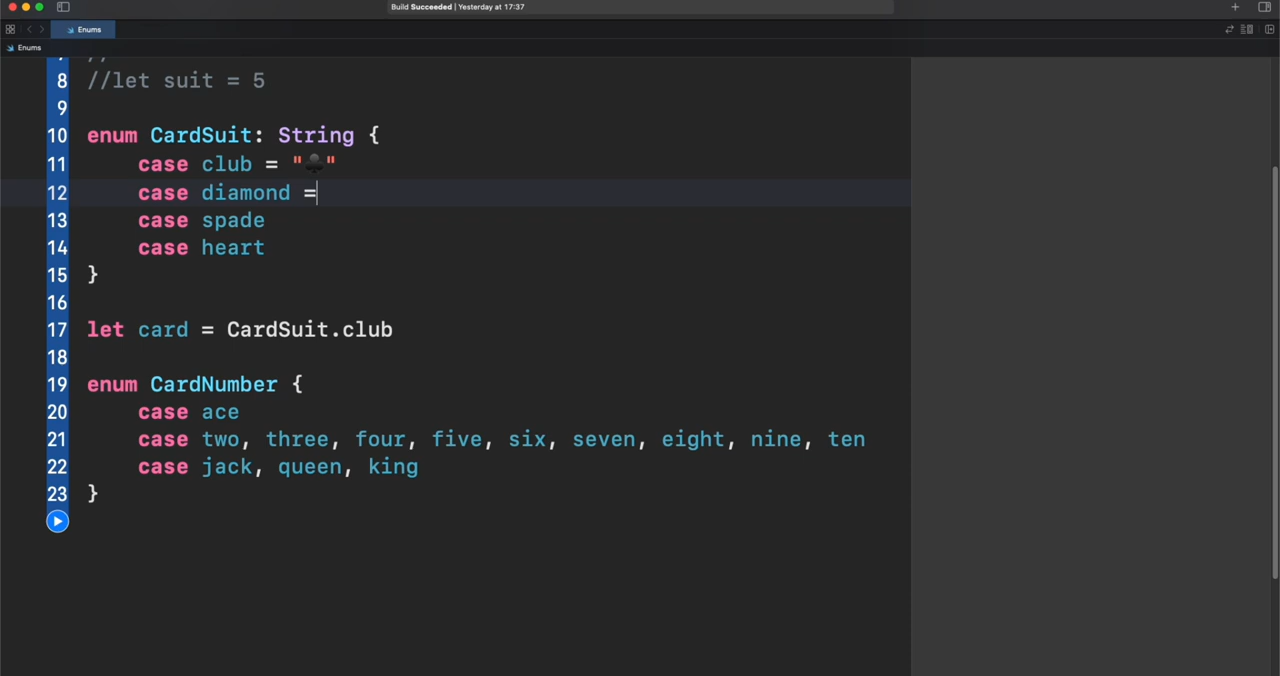 Build Succeeded | Yesterday at 17:37
Enums
Enums
8 //let suit = 5
9
10 enum CardSuit: String {
11 case club = "♣️"
12 case diamond =
13 case spade
14 case heart
15 }
16
17 let card = CardSuit.club
18
19 enum CardNumber {
20 case ace
21 case two, three, four, five, six, seven, eight, nine, ten
22 case jack, queen, king
23 }